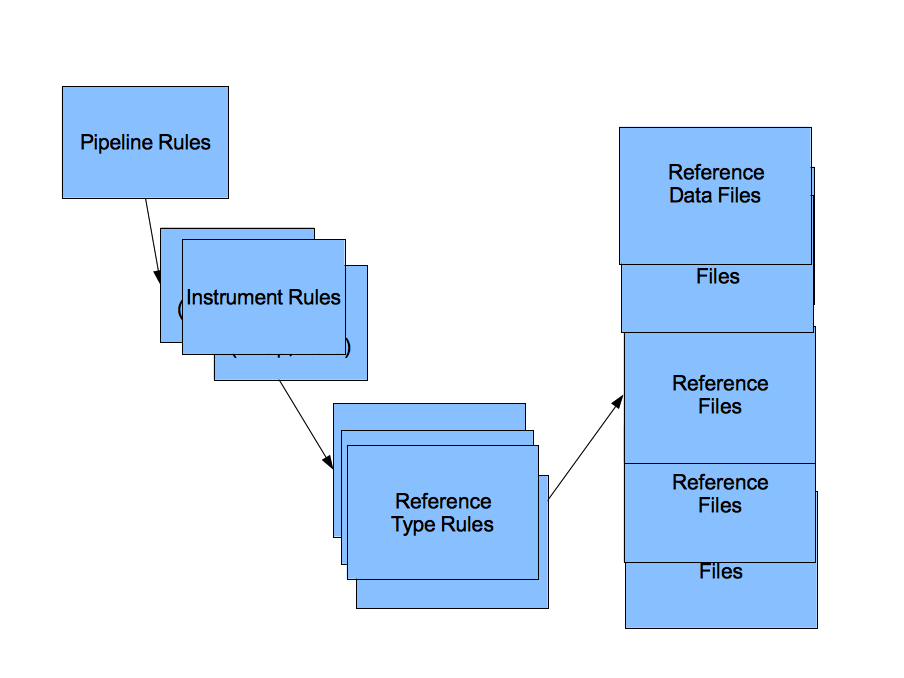 Pipeline Rules
Instrument Rules
Reference
Type Rules
Reference
Data Files
Files
Reference
Files
Reference
Files
Files